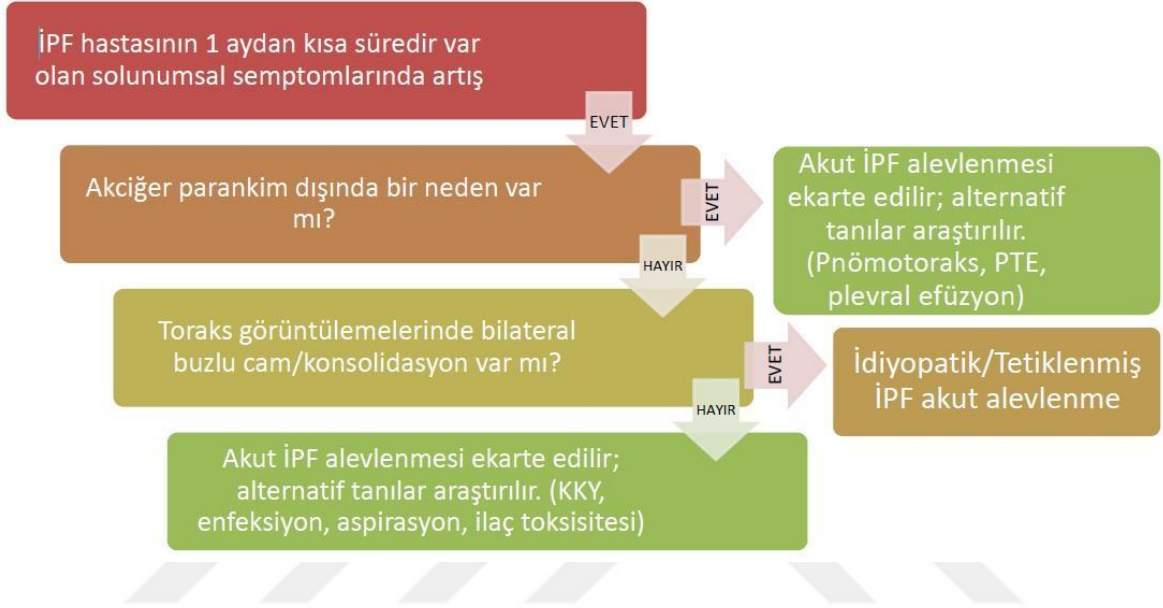 İPF hastasının 1 aydan kısa süredir var
olan solunumsal semptomlarında artış
EVET
Akciğer parankim dışında bir neden var
mı?
EVET
Akut İPF alevlenmesi
ekarte edilir; alternatif
tanılar araştırılır.
(Pnömotoraks, PTE,
plevral efüzyon)
HAYIR
Toraks görüntülemelerinde bilateral
buzlu cam/konsolidasyon var mı?
EVET
İdiyopatik/Tetiklenmiş
İPF akut alevlenme
HAYIR
Akut İPF alevlenmesi ekarte edilir;
alternatif tanılar araştırılır. (KKY,
enfeksiyon, aspirasyon, ilaç toksisitesi)